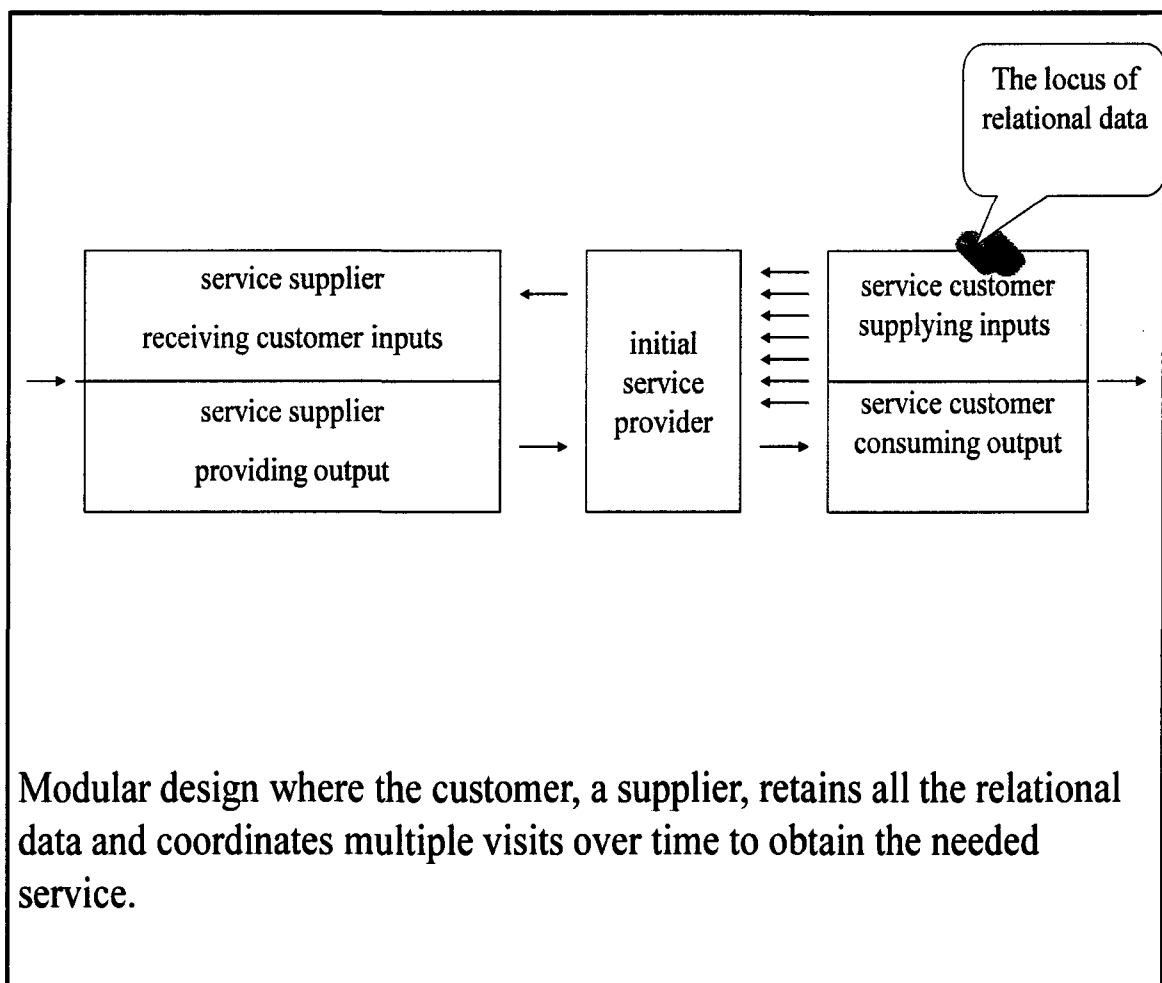 The locus of
relational data
service supplier
receiving customer inputs
service supplier
providing output
initial
service
provider
service customer
supplying inputs
service customer
consuming output
Modular design where the customer, a supplier, retains all the relational
data and coordinates multiple visits over time to obtain the needed
service.